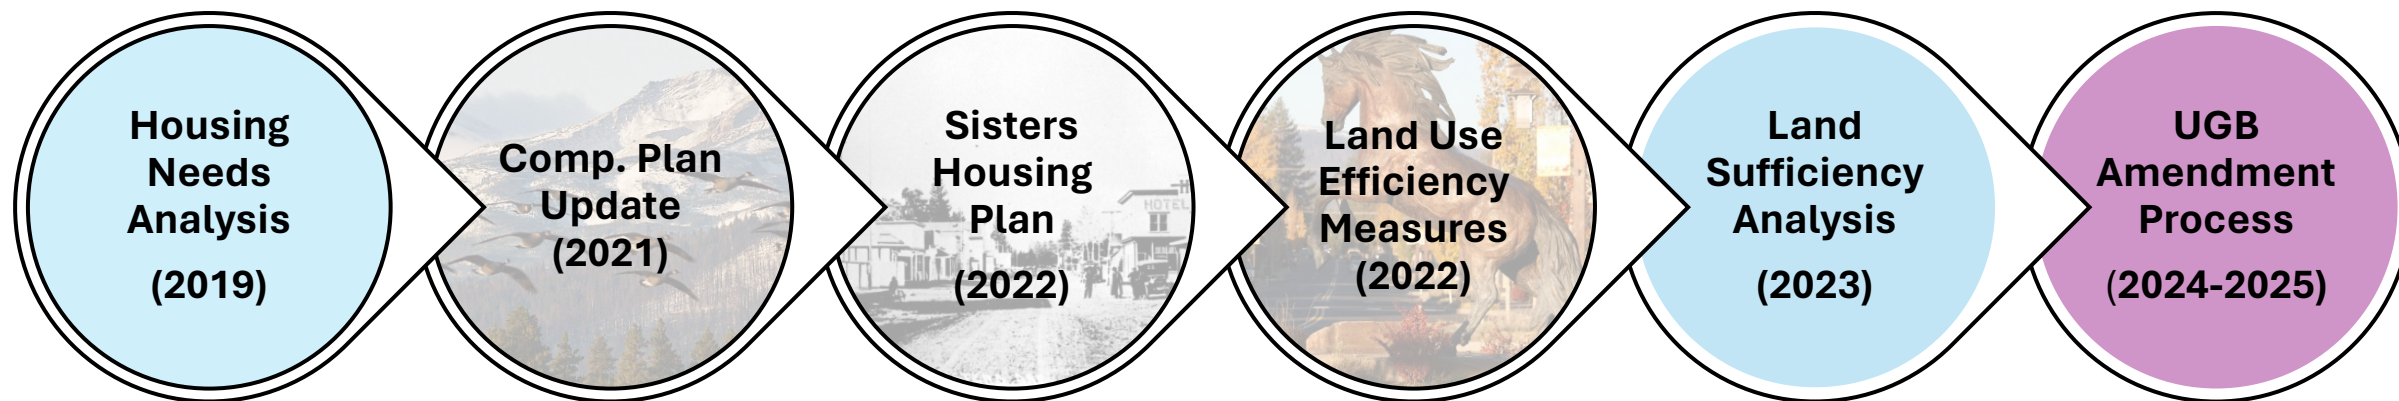 Housing
Needs
Analysis
(2019)
Comp. Plan
Update
(2021)
Sisters
Housing
Plan
(2022)
HOTEL
Land Use
Efficiency
Measures
(2022)
Land
Sufficiency
Analysis
(2023)
UGB
Amendment
Process
(2024-2025)